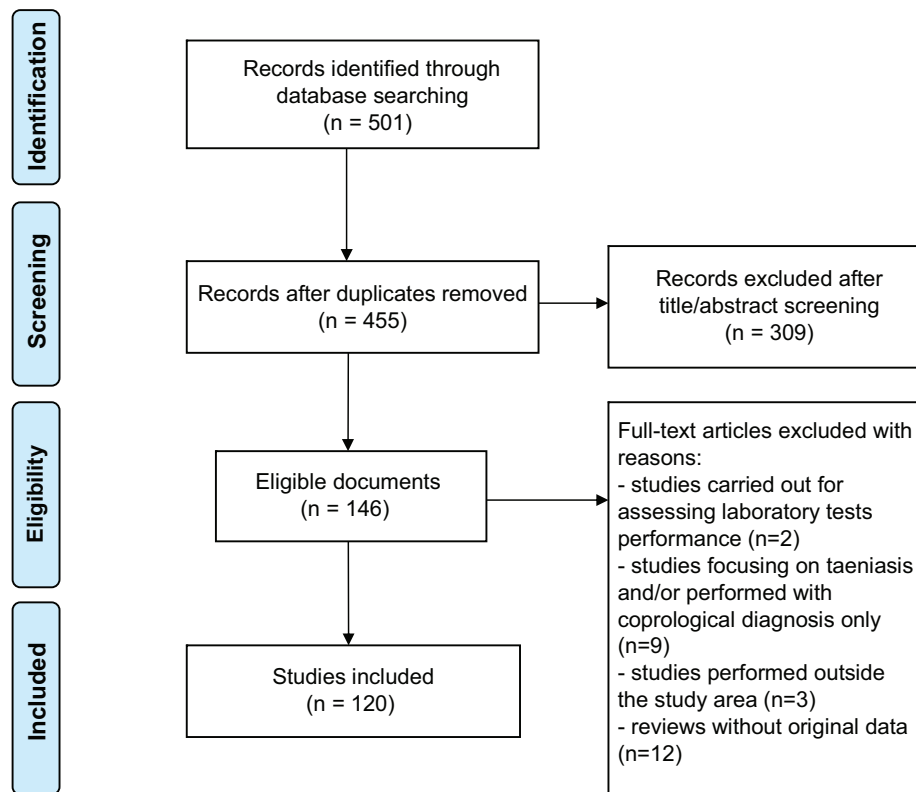 Identification
Records identified through
database searching
(n = 501)
Screening
Records after duplicates removed
(n = 455)
Records excluded after
title/abstract screening
(n = 309)
Eligibility
Eligible documents
(n = 146)
Full-text articles excluded with
reasons:
- studies carried out for
assessing laboratory tests
performance (n=2)
- studies focusing on taeniasis
and/or performed with
coprological diagnosis only
(n=9)
- studies performed outside
the study area (n=3)
- reviews without original data
(n=12)
Included
Studies included
(n = 120)